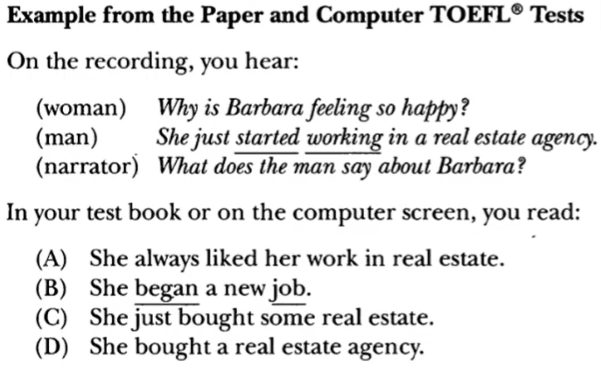 Example from the Paper and Computer TOEFL® Tests
On the recording, you hear:
(woman) Why is Barbara feeling so happy?
(man) She just started working in a real estate agency.
(narrator) What does the man say about Barbara?
In your test book or on the computer screen, you read:
(A) She always liked her work in real estate.
(B) She began a new job.
(C) She just bought some real estate.
(D) She bought a real estate agency.